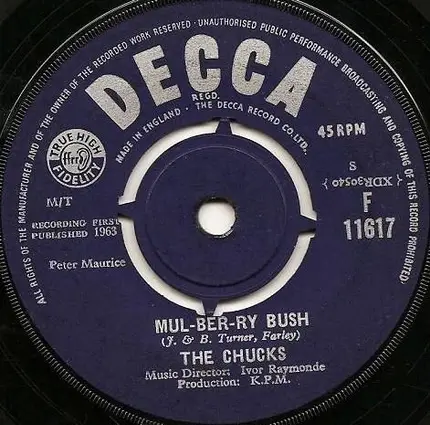 ALL RIGHTS OF THE MANUFACTURER AND OF THE OWNER OF THE RECORDED WORK RESERVED · UNAUTHORISED PUBLIC PERFORMANCE BROADCASTING AND COPYING OF THIS RECORD PROHIBITED
DECCA
REGD.
MADE IN ENGLAND · THE DECCA RECORD CO. LTD.
TRUE HIGH
ffrr
FIDELITY
45 RPM
S
XDR30540
M/T
F
11617
RECORDING FIRST
PUBLISHED 1963
Peter Maurice
MUL-BER-RY BUSH
(J. & B. Turner, Farley)
THE CHUCKS
Music Director: Ivor Raymonde
Production: K.P.M.